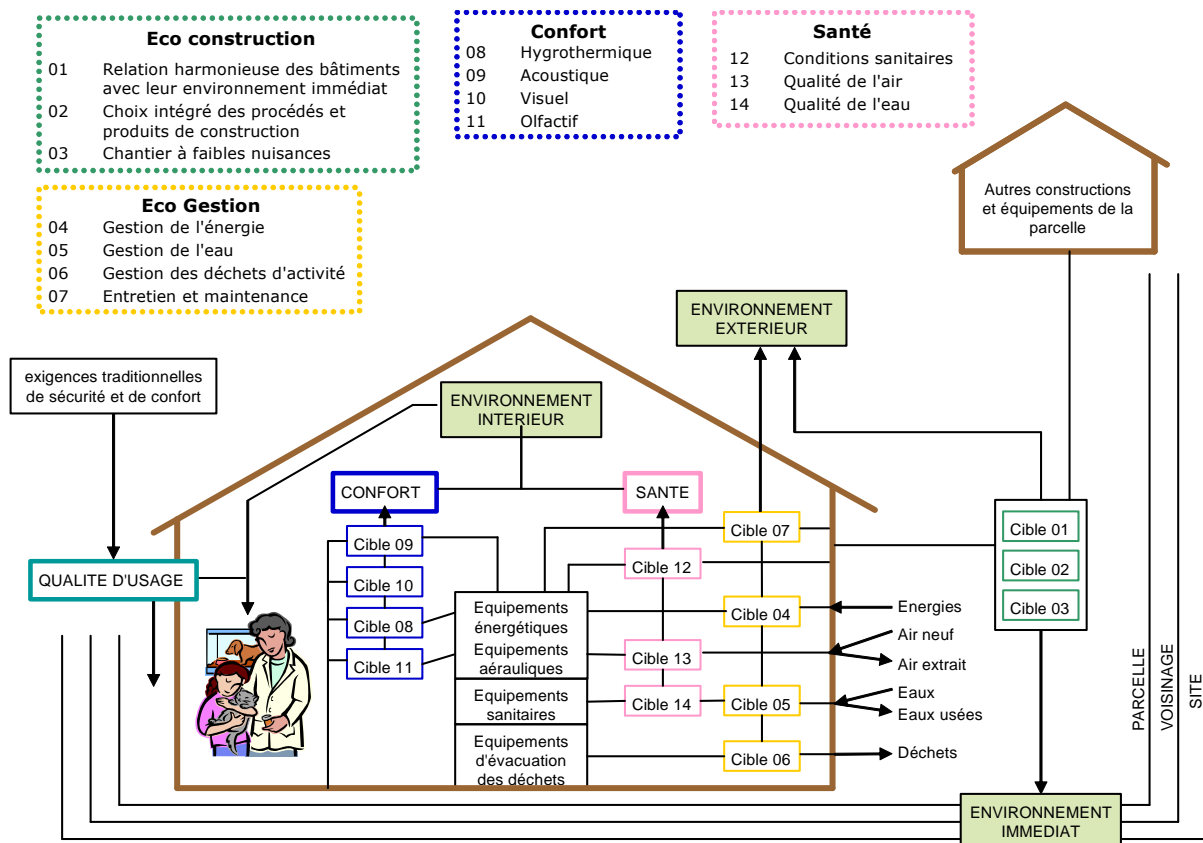 Eco construction
01 Relation harmonieuse des bâtiments
avec leur environnement immédiat
02 Choix intégré des procédés et
produits de construction
03 Chantier à faibles nuisances
Confort
08 Hygrothermique
09 Acoustique
10 Visuel
11 Olfactif
Santé
12 Conditions sanitaires
13 Qualité de l'air
14 Qualité de l'eau
Eco Gestion
04 Gestion de l'énergie
05 Gestion de l'eau
06 Gestion des déchets d'activité
07 Entretien et maintenance
Autres constructions
et équipements de la
parcelle
ENVIRONNEMENT
EXTERIEUR
exigences traditionnelles
de sécurité et de confort
ENVIRONNEMENT
INTERIEUR
CONFORT
SANTE
QUALITE D'USAGE
Cible 09
Cible 10
Cible 08
Cible 11
Equipements
énergétiques
Equipements
aérauliques
Equipements
sanitaires
Equipements
d'évacuation
des déchets
Cible 12
Cible 13
Cible 14
Cible 07
Cible 04
Cible 05
Cible 06
Energies
Air neuf
Air extrait
Eaux
Eaux usées
Déchets
Cible 01
Cible 02
Cible 03
PARCELLE
VOISINAGE
SITE
ENVIRONNEMENT
IMMEDIAT